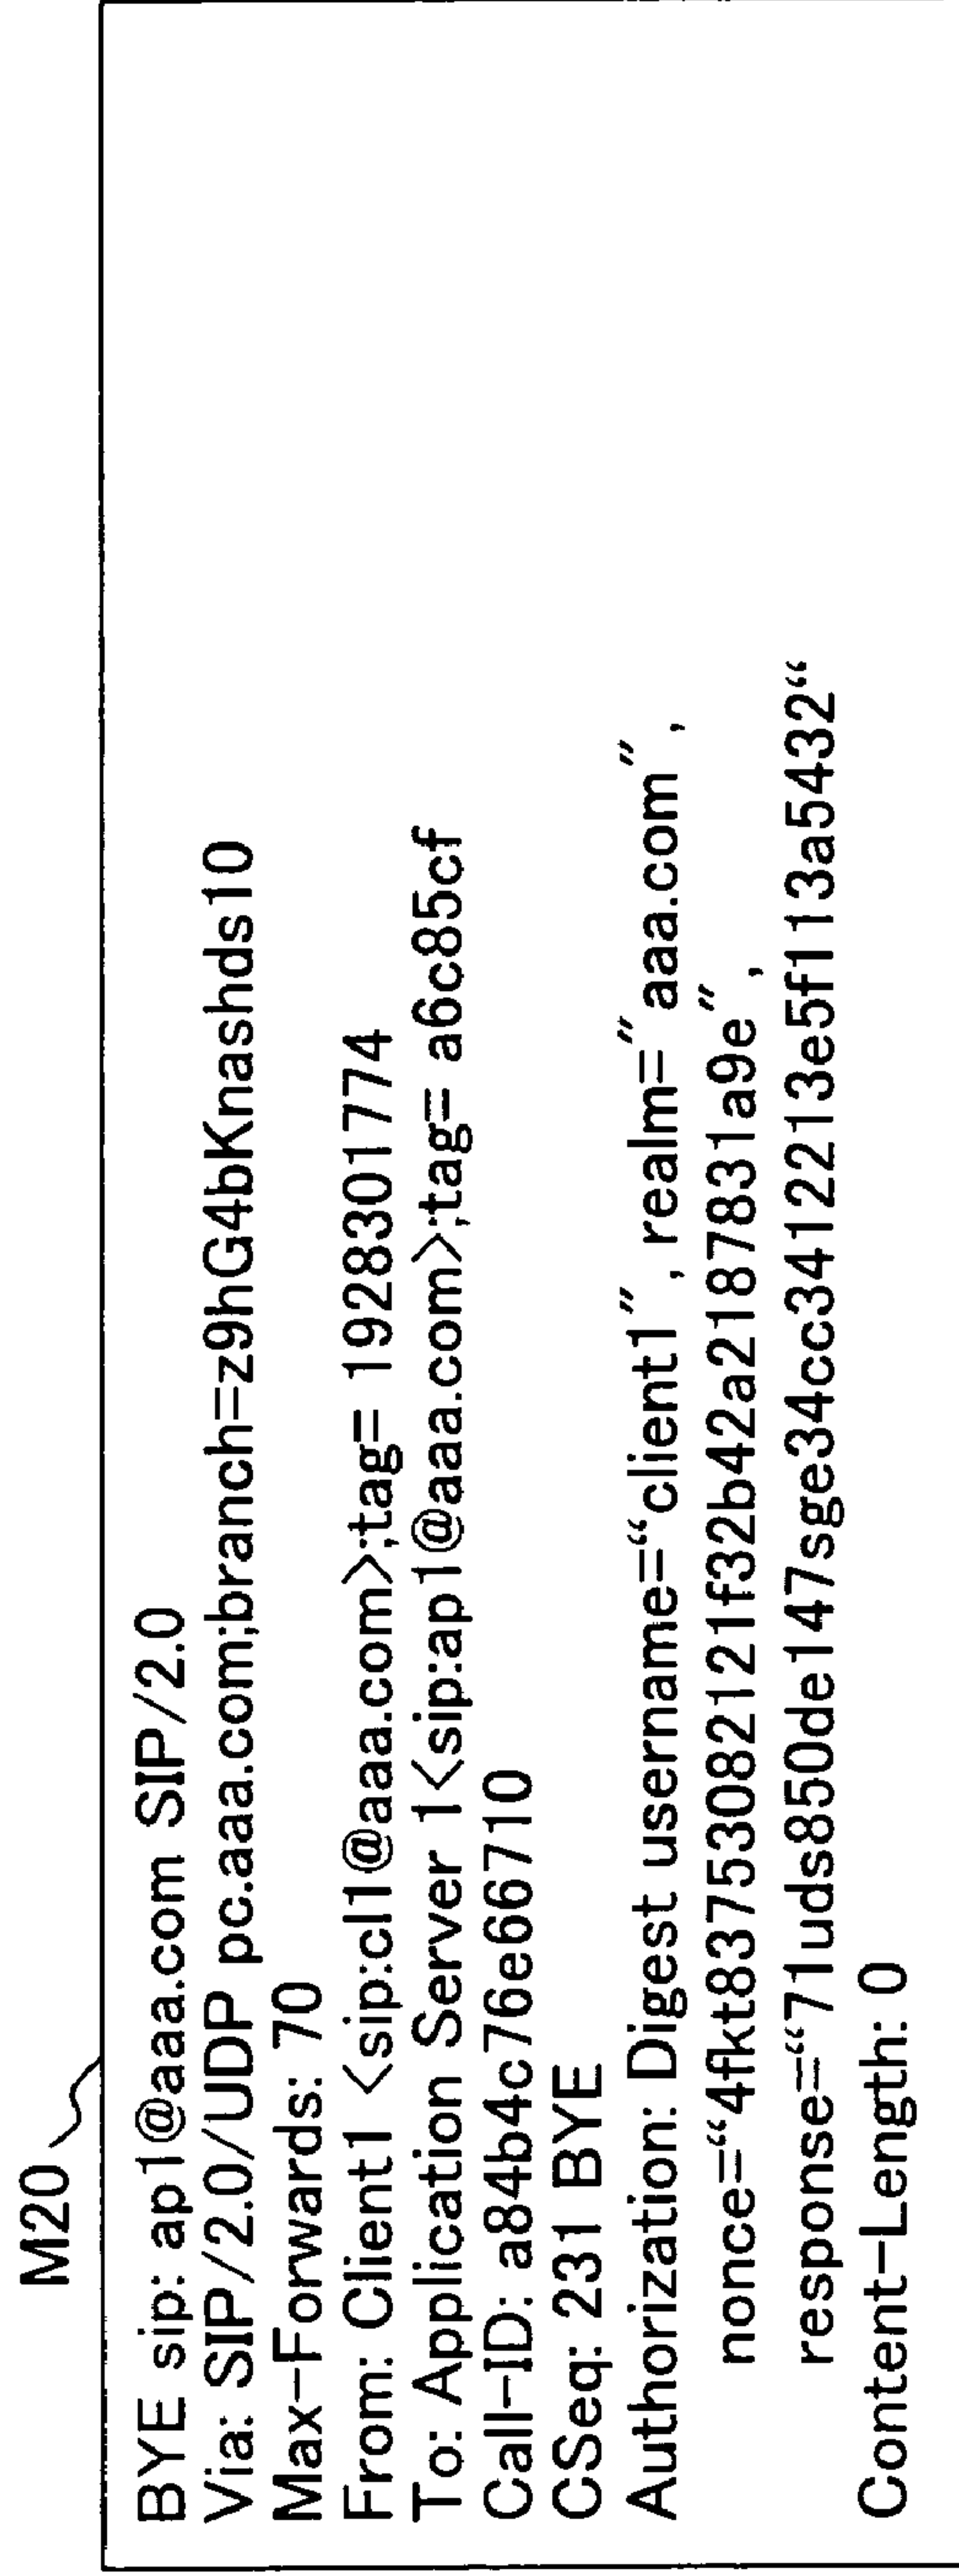 M20
BYE sip: ap1@aaa.com SIP/2.0
Via: SIP/2.0/UDP pc.aaa.com;branch=z9hG4bKnashds10
Max-Forwards: 70
From: Client1 <sip:cl1@aaa.com>;tag= 1928301774
To: Application Server 1<sip:ap1@aaa.com>;tag= a6c85cf
Call-ID: a84b4c76e66710
CSeq: 231 BYE
Authorization: Digest username=“client1”, realm=”aaa.com”,
nonce=“4fkt83753082121f32b42a2187831a9e”,
response=“71uds850de147sge34cc3412213e5f113a5432“
Content-Length: 0